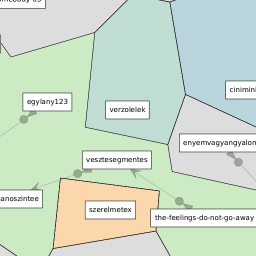 egylany123
verzolelek
cinimini
enyemvagyangyalom
vesztesegmentes
anoszintee
szerelmetex
the-feelings-do-not-go-away